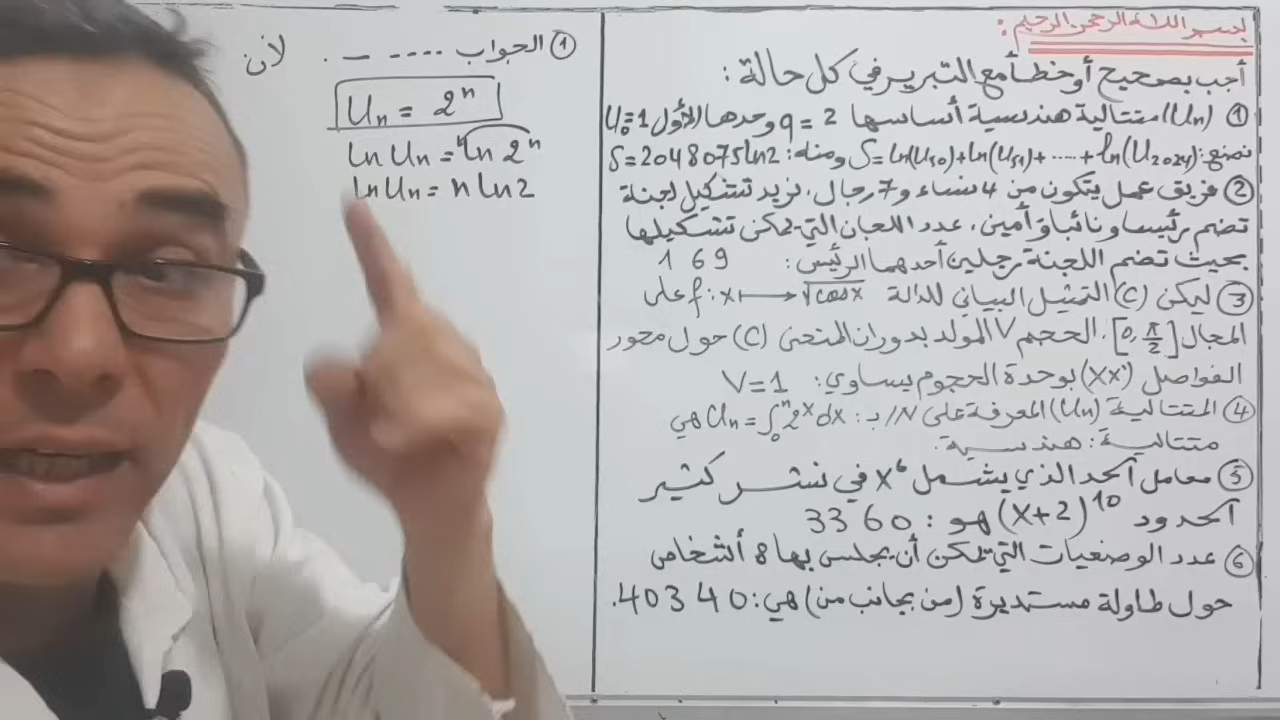 بسم الله الرحمن الرحيم :
أجب بصحيح أو خطأ مع التبرير في كل حالة :
① (Un) متتالية هندسية أساسها q = 2 وحدها الأول U₀=1
نضع: S = ln(U50)+ln(U51)+.....+ln(U2024) ومنه: S=2048075ln2
② فريق عمل يتكون من 4 نساء و 7 رجال، نريد تشكيل لجنة
تضم رئيسا و نائبا و أمين، عدد اللجان التي يمكن تشكيلها
بحيث تضم اللجنة رجلين أحدهما الرئيس: 169
③ ليكن (C) التمثيل البياني للدالة f: x ⟼ √cosx على
المجال [0, π/2]، الحجم V المولد بدوران المنحنى (C) حول محور
الفواصل (xx') بوحدة الحجوم يساوي: V=1
④ المتتالية (Un) المعرفة على IN بـ: Un = ∫₀ⁿ 2ˣ dx هي
متتالية: هندسية.
⑤ معامل الحد الذي يشمل x⁶ في نشر كثير
الحدود (x+2)¹⁰ هو: 3360
⑥ عدد الوضعيات التي يمكن أن يجلس بها 8 أشخاص
حول طاولة مستديرة (من بجانب من) هي: 40340.
① الجواب .... — . لأن
Un = 2ⁿ
ln Un = ln 2ⁿ
ln Un = n ln2